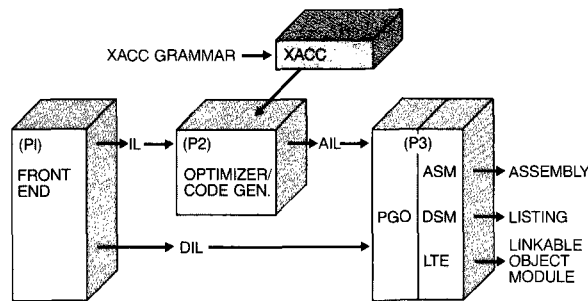 XACC GRAMMAR
XACC
(PI)
FRONT
END
IL
(P2)
OPTIMIZER/
CODE GEN.
AIL
(P3)
PGO
ASM
DSM
LTE
ASSEMBLY
LISTING
LINKABLE
OBJECT
MODULE
DIL